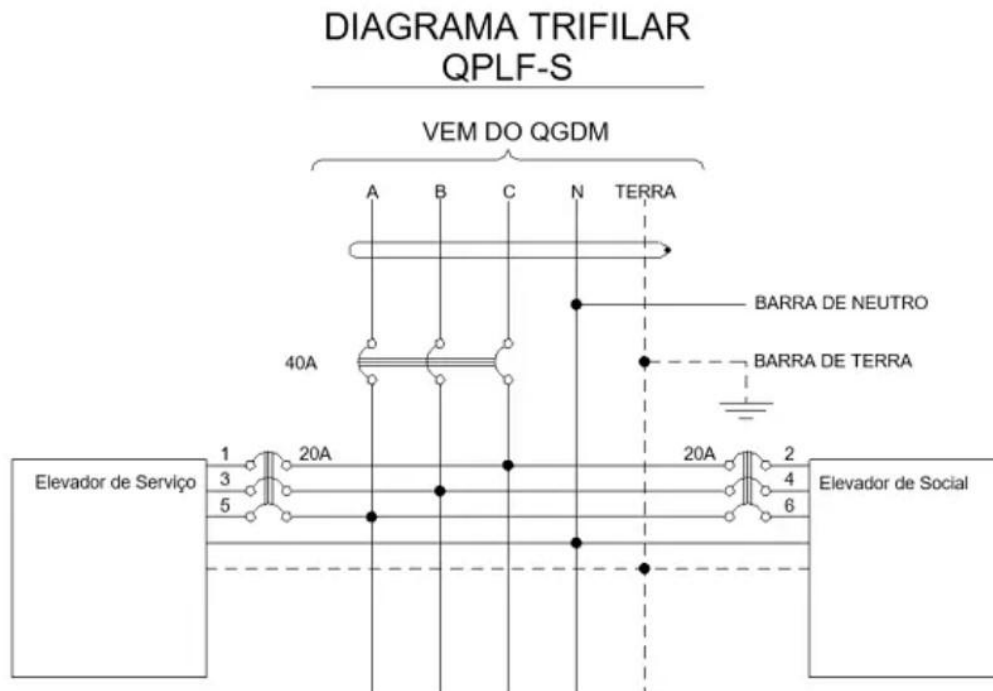 DIAGRAMA TRIFILAR
QPLF-S
VEM DO QGDM
A B C N TERRA
BARRA DE NEUTRO
40A
BARRA DE TERRA
1 20A 20A 2
Elevador de Serviço 3 4 Elevador de Social
5 6